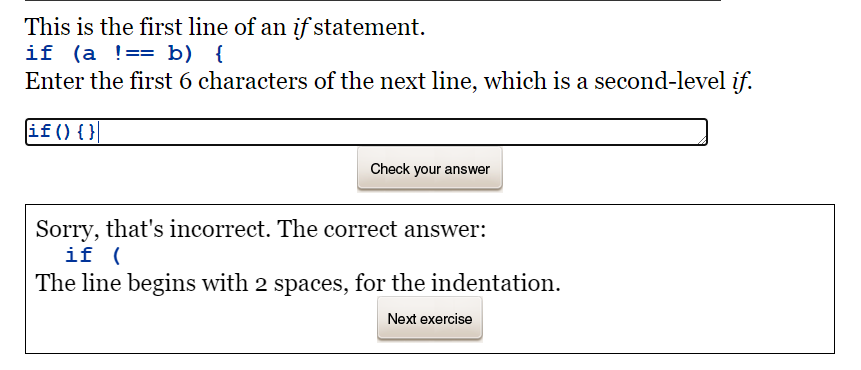 This is the first line of an if statement.
if (a !== b) {
Enter the first 6 characters of the next line, which is a second-level if.
if(){}
Check your answer
Sorry, that's incorrect. The correct answer:
  if (
The line begins with 2 spaces, for the indentation.
Next exercise